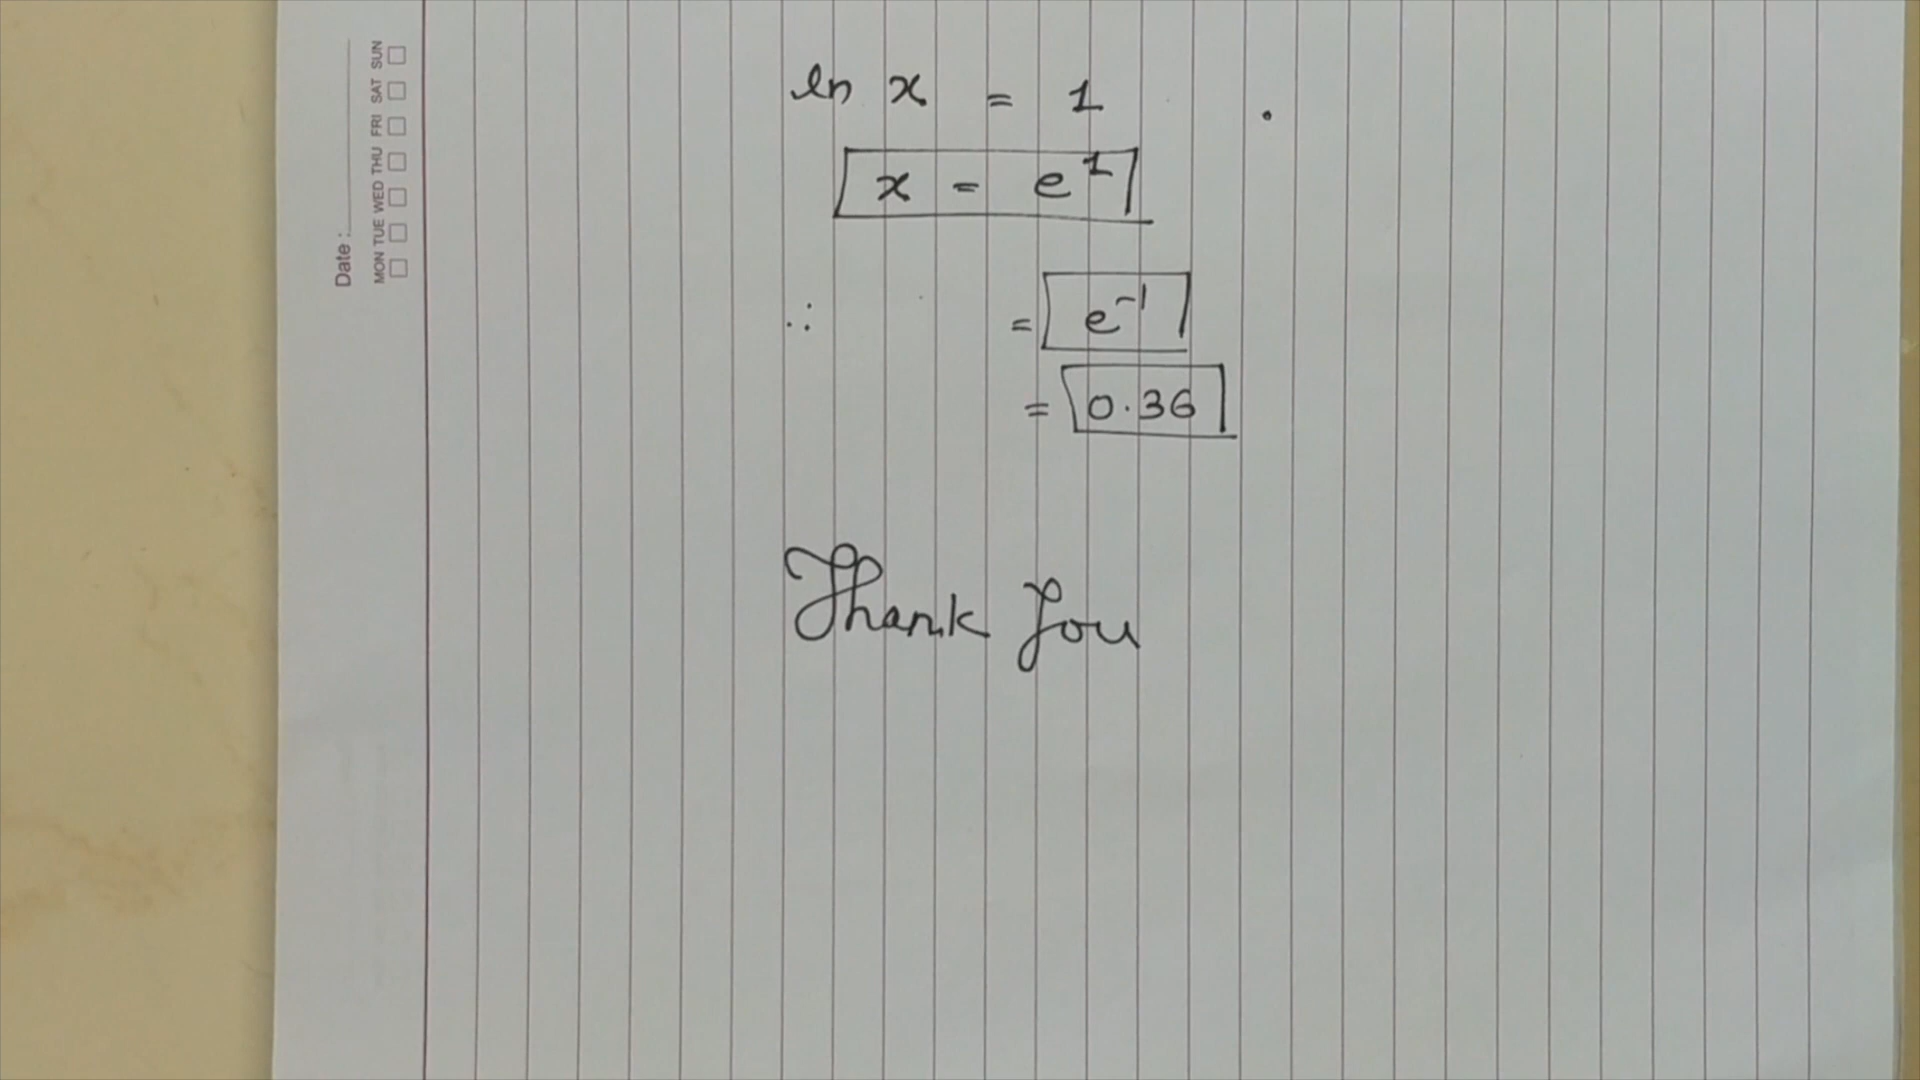 ln x = 1
x = e¹
∴ = e⁻¹
= 0.36
Thank You
Date :
MON TUE WED THU FRI SAT SUN